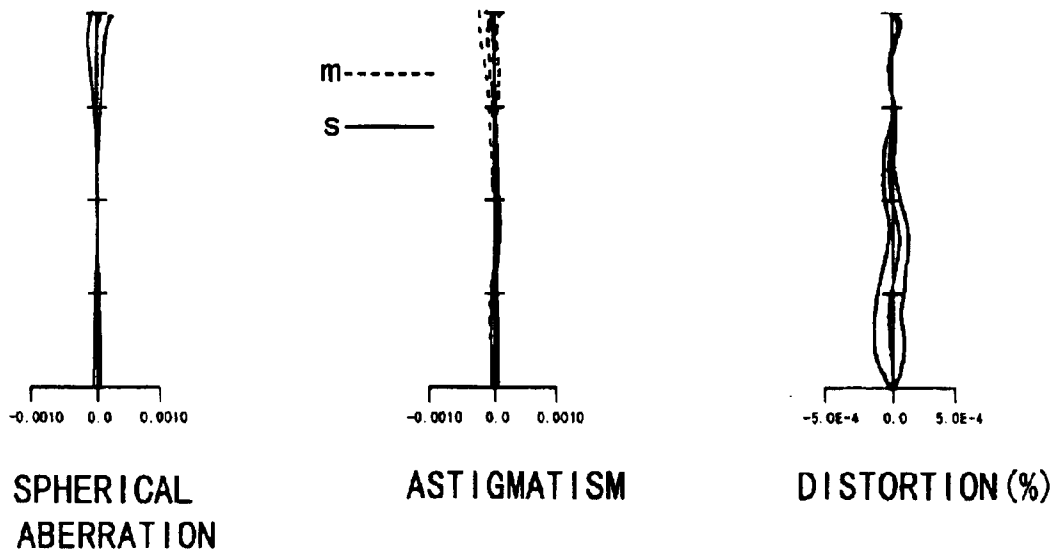 m
s
-0.0010 0.0 0.0010
-0.0010 0.0 0.0010
-5.0E-4 0.0 5.0E-4
SPHERICAL
ABERRATION
ASTIGMATISM
DISTORTION(%)